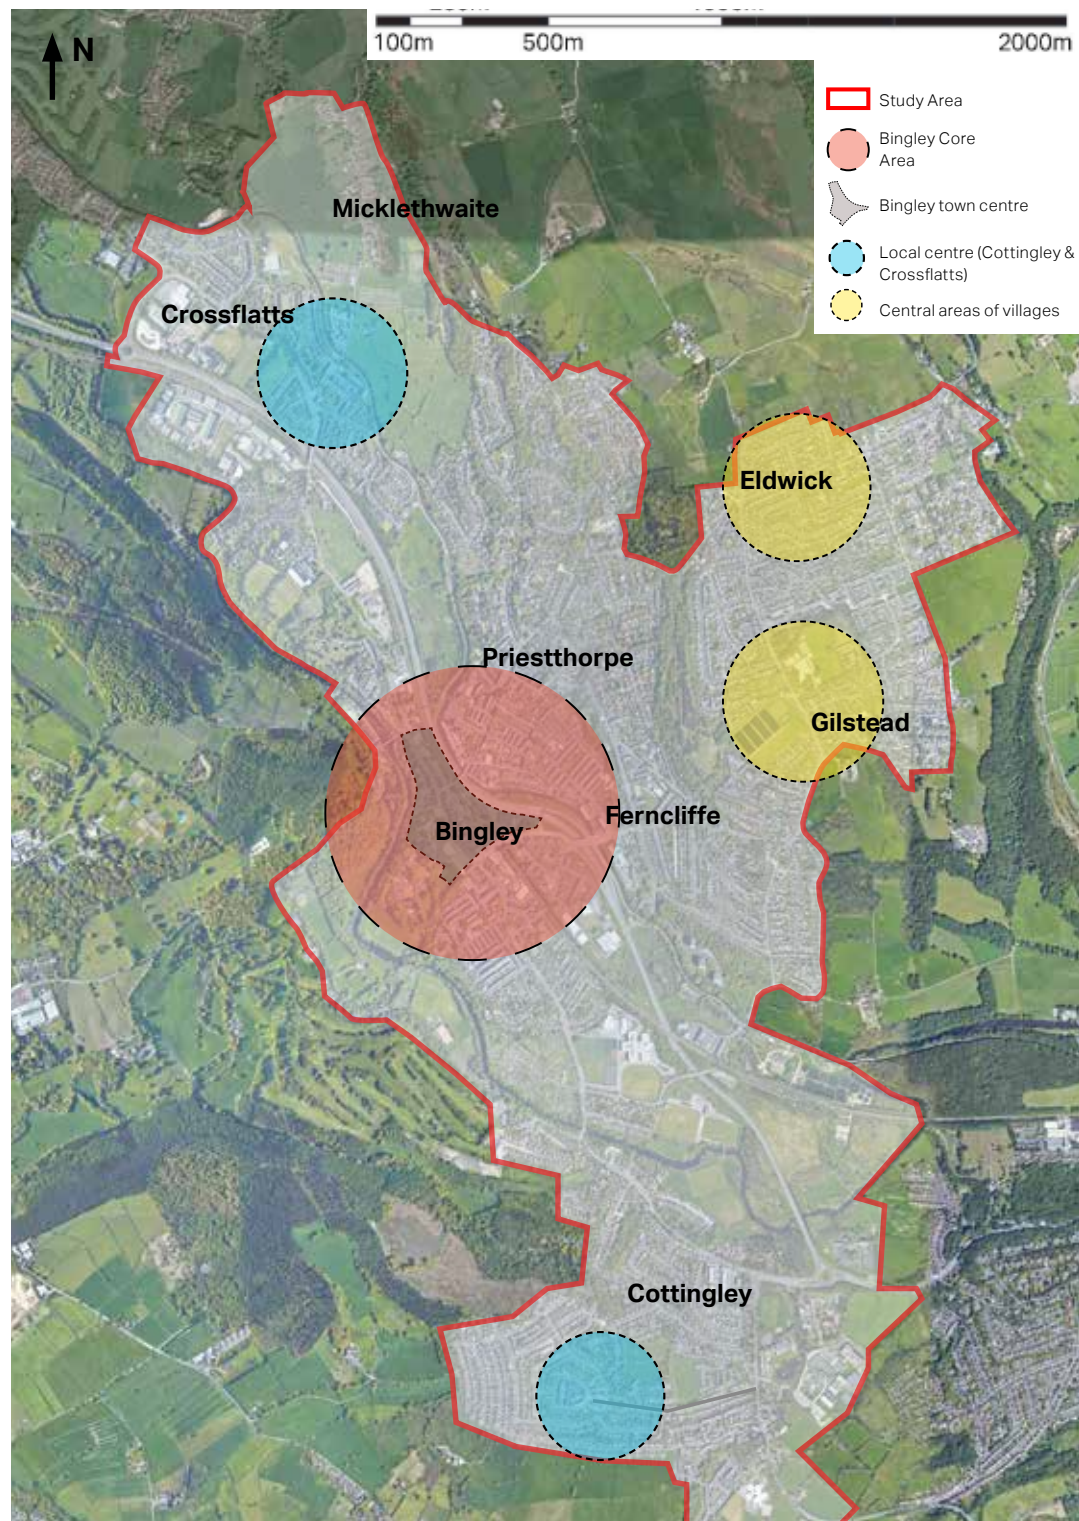 N
100m
500m
2000m
Study Area
Bingley Core
Area
Bingley town centre
Local centre (Cottingley &
Crossflatts)
Central areas of villages
Micklethwaite
Crossflatts
Eldwick
Priestthorpe
Gilstead
Ferncliffe
Bingley
Cottingley